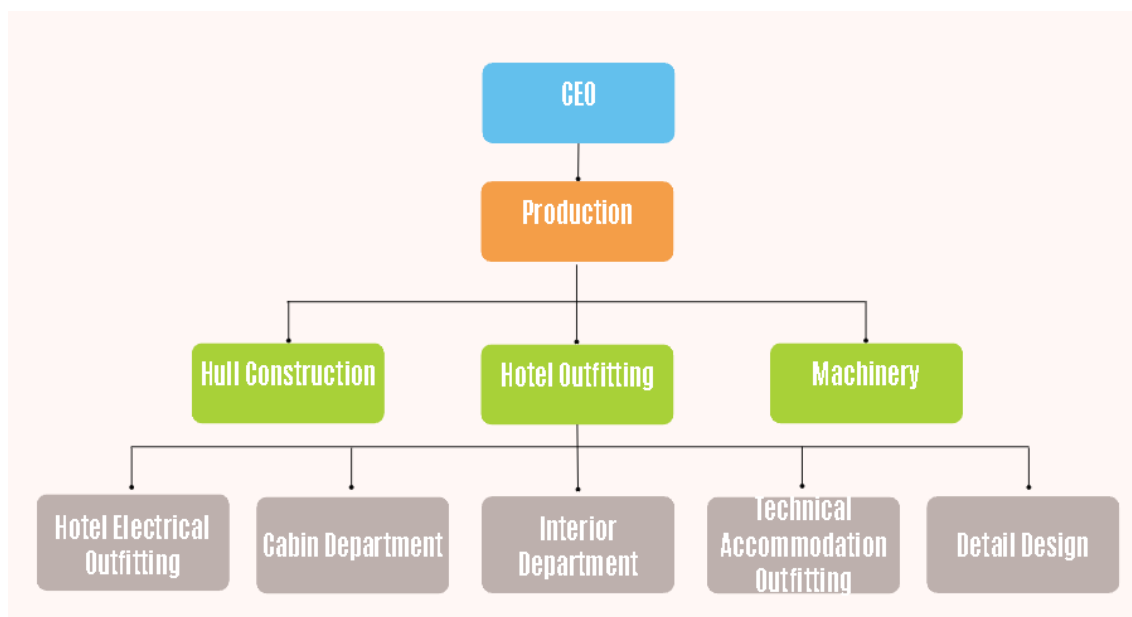 CEO
Production
Hull Construction
Hotel Outfitting
Machinery
Hotel Electrical
Outfitting
Cabin Department
Interior
Department
Technical
Accommodation
Outfitting
Detail Design